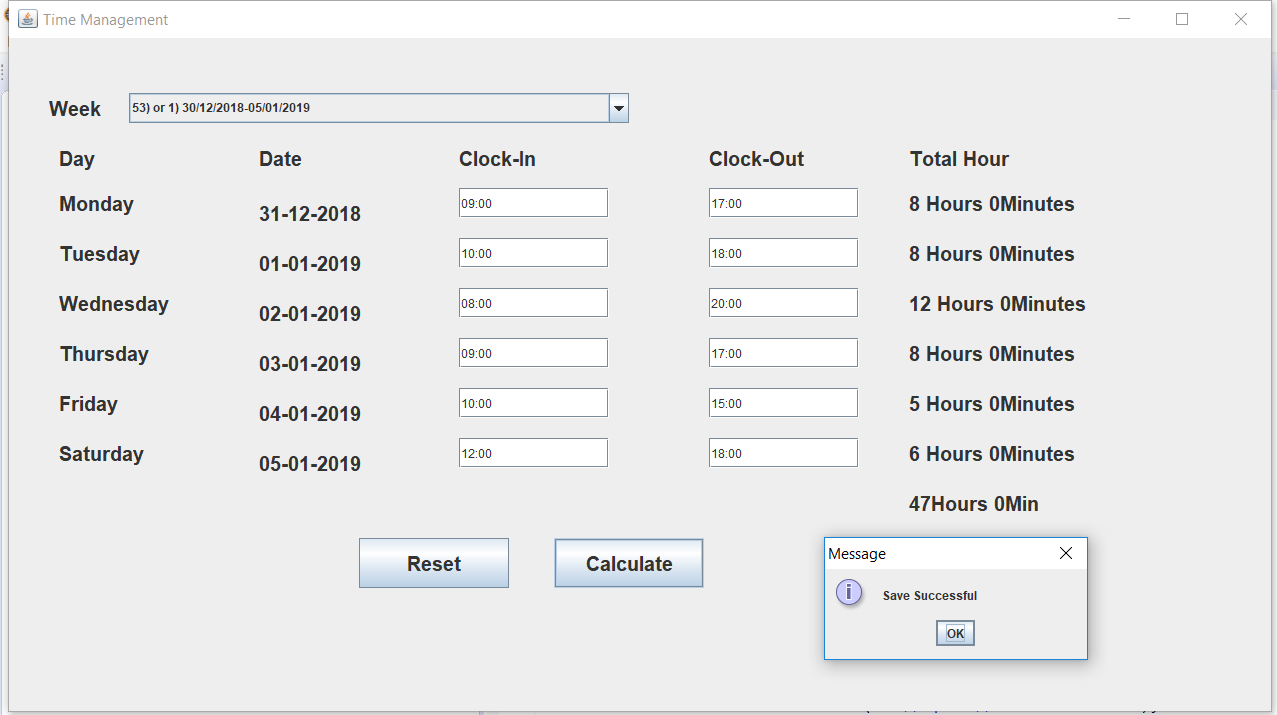 Time Management
Week 53) or 1) 30/12/2018-05/01/2019
Day Date Clock-In Clock-Out Total Hour
Monday 31-12-2018 09:00 17:00 8 Hours 0Minutes
Tuesday 01-01-2019 10:00 18:00 8 Hours 0Minutes
Wednesday 02-01-2019 08:00 20:00 12 Hours 0Minutes
Thursday 03-01-2019 09:00 17:00 8 Hours 0Minutes
Friday 04-01-2019 10:00 15:00 5 Hours 0Minutes
Saturday 05-01-2019 12:00 18:00 6 Hours 0Minutes
47Hours 0Min
Reset Calculate
Message
i Save Successful
OK